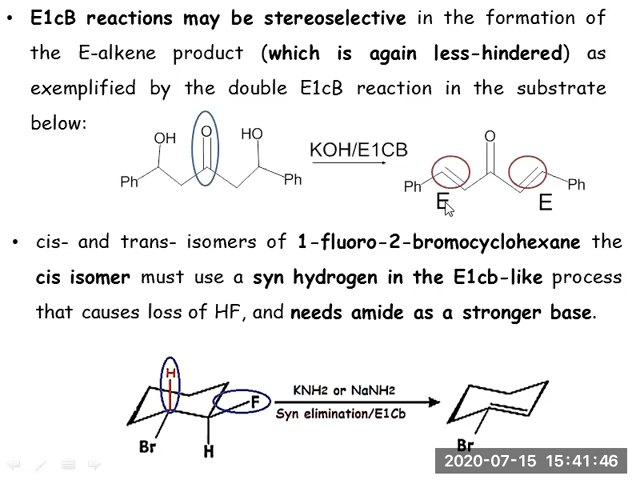 • E1cB reactions may be stereoselective in the formation of
the E-alkene product (which is again less-hindered) as
exemplified by the double E1cB reaction in the substrate
below:
OH O HO O
KOH/E1CB
Ph Ph Ph Ph
E E
• cis- and trans- isomers of 1-fluoro-2-bromocyclohexane the
cis isomer must use a syn hydrogen in the E1cb-like process
that causes loss of HF, and needs amide as a stronger base.
H
KNH2 or NaNH2
F
Syn elimination/E1Cb
Br H Br
2020-07-15 15:41:46